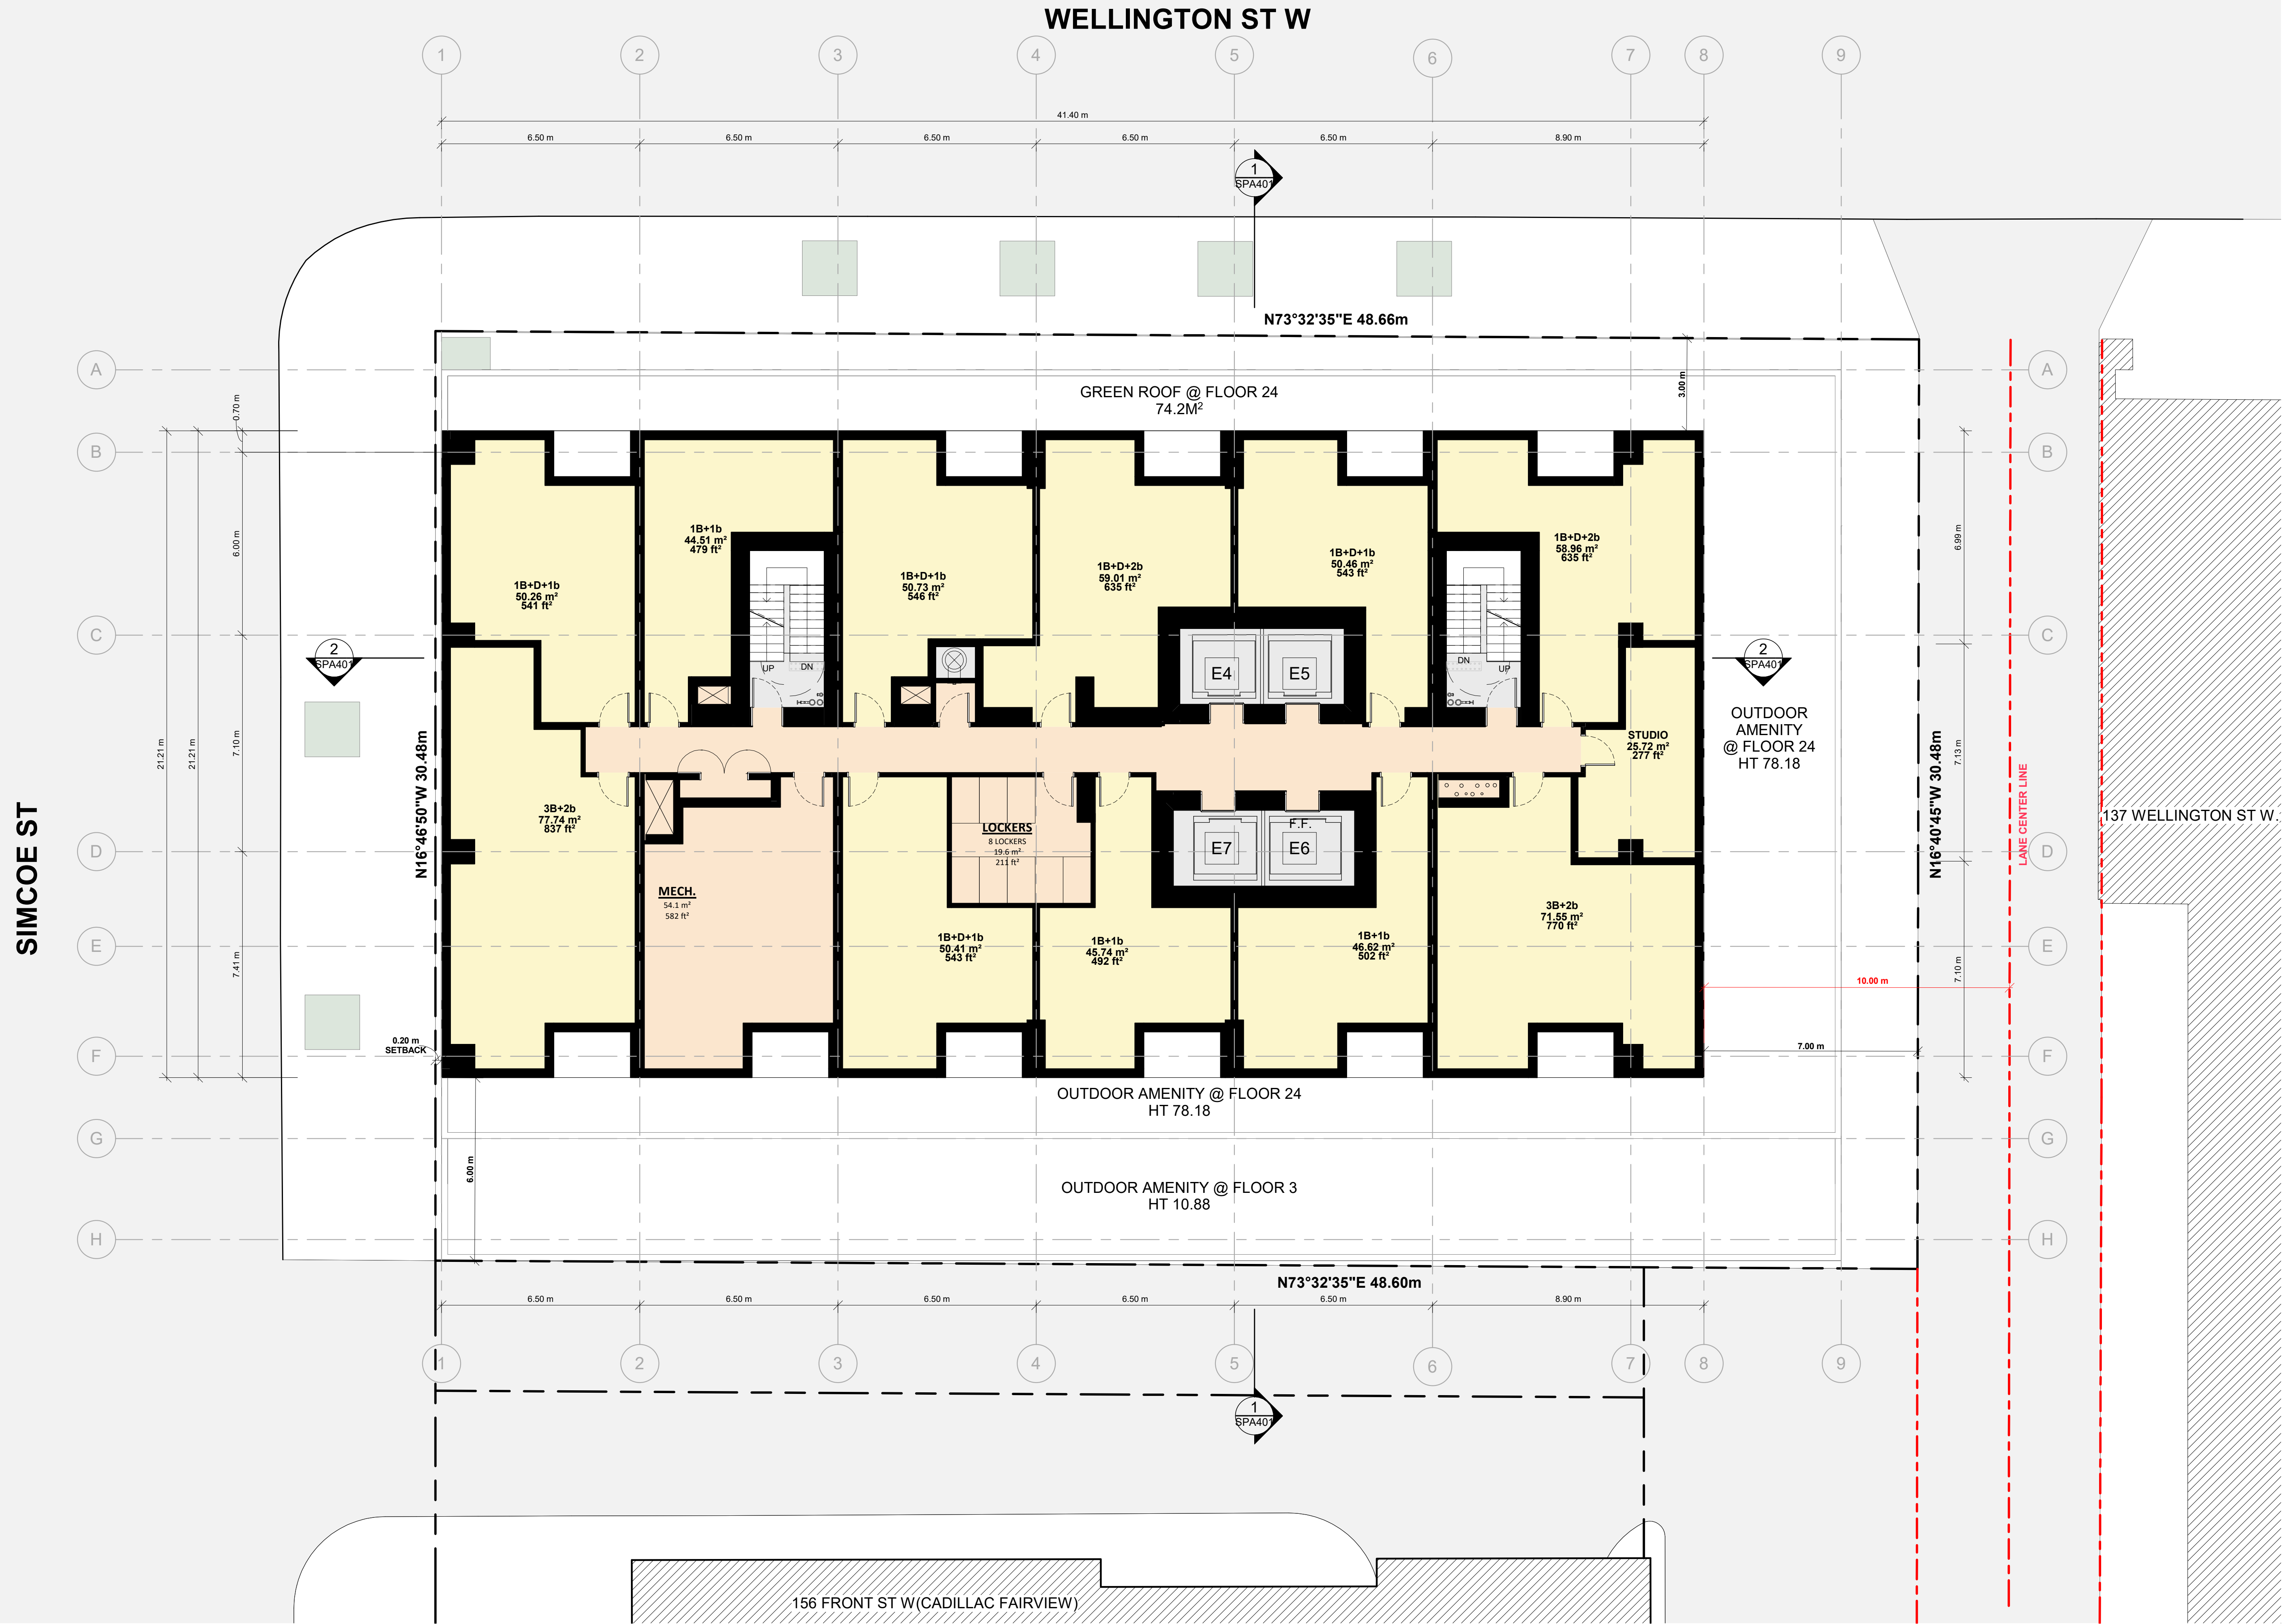 WELLINGTON ST W
1 2 3 4 5 6 7 8 9
41.40 m
6.50 m 6.50 m 6.50 m 6.50 m 6.50 m 8.90 m
1
SPA401
N73°32'35"E 48.66m
A
A
3.00 m
GREEN ROOF @ FLOOR 24
74.2M²
0.70 m
B
B
6.00 m
6.99 m
1B+D+1b
50.26 m²
541 ft²
1B+1b
44.51 m²
479 ft²
1B+D+1b
50.73 m²
546 ft²
1B+D+2b
59.01 m²
635 ft²
1B+D+1b
50.46 m²
543 ft²
1B+D+2b
58.96 m²
635 ft²
C
C
2
SPA401
UP
DN
E4
E5
DN
UP
2
SPA401
21.21 m
21.21 m
7.10 m
N16°46'50"W 30.48m
STUDIO
25.72 m²
277 ft²
OUTDOOR
AMENITY
@ FLOOR 24
HT 78.18
N16°40'45"W 30.48m
7.13 m
LANE CENTER LINE
137 WELLINGTON ST W.
SIMCOE ST
3B+2b
77.74 m²
837 ft²
LOCKERS
8 LOCKERS
19.6 m²
211 ft²
F.F.
E7
E6
D
D
MECH.
54.1 m²
582 ft²
3B+2b
71.55 m²
770 ft²
1B+D+1b
50.41 m²
543 ft²
1B+1b
45.74 m²
492 ft²
1B+1b
46.62 m²
502 ft²
E
E
7.41 m
7.10 m
10.00 m
0.20 m
SETBACK
7.00 m
F
F
OUTDOOR AMENITY @ FLOOR 24
HT 78.18
G
G
6.00 m
OUTDOOR AMENITY @ FLOOR 3
HT 10.88
H
H
N73°32'35"E 48.60m
6.50 m 6.50 m 6.50 m 6.50 m 6.50 m 8.90 m
1 2 3 4 5 6 7 8 9
1
SPA401
156 FRONT ST W(CADILLAC FAIRVIEW)